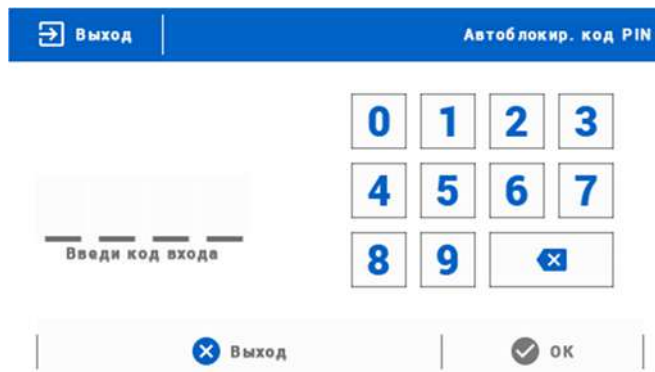 Выход
Автоблокир. код PIN
0 1 2 3
4 5 6 7
Введи код входа
8 9
Выход
OK